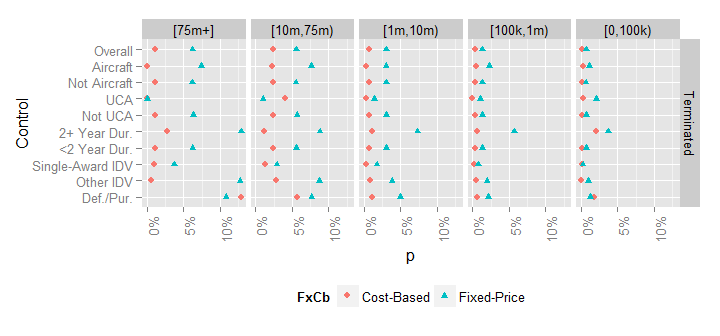 [75m+] [10m,75m) [1m,10m) [100k,1m) [0,100k)
Control
Overall
Aircraft
Not Aircraft
UCA
Not UCA
2+ Year Dur.
<2 Year Dur.
Single-Award IDV
Other IDV
Def./Pur.
Terminated
0% 5% 10% 0% 5% 10% 0% 5% 10% 0% 5% 10% 0% 5% 10%
p
FxCb Cost-Based Fixed-Price